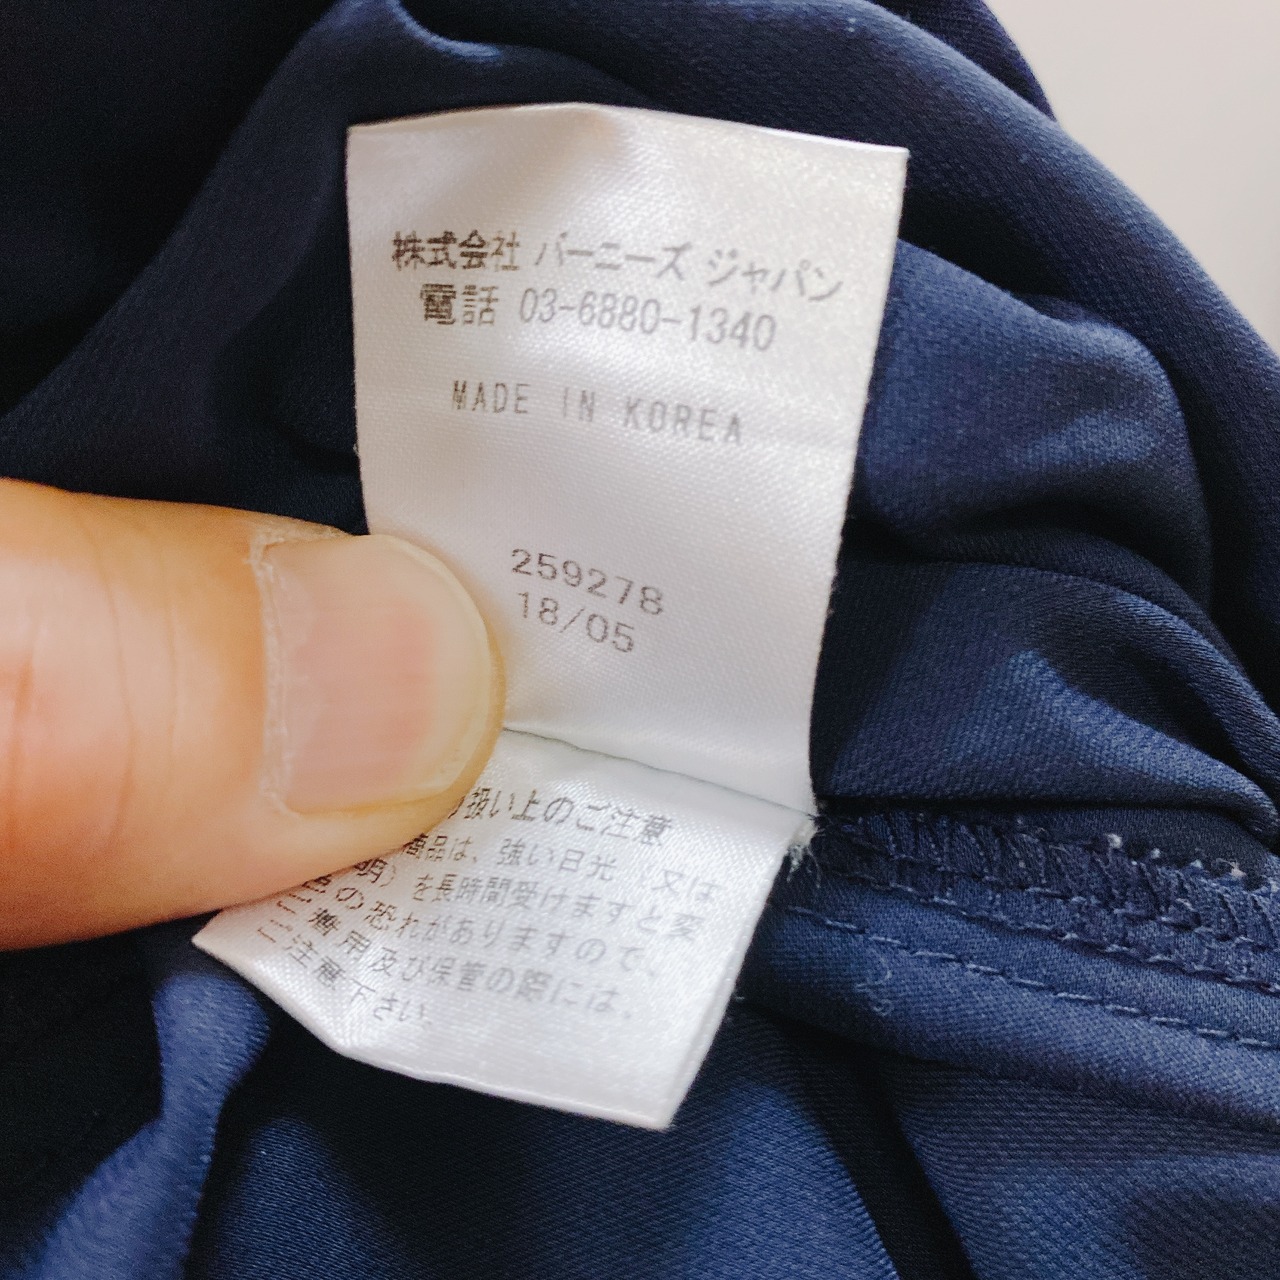 株式会社 バーニーズ ジャパン
電話 03-6880-1340
MADE IN KOREA
259278
18/05
扱い上のご注意
商品は、強い日光 又は
明) を長時間受けますと変
の恐れがありますので、
ご着用及び保管の際には、
ご注意下さい。